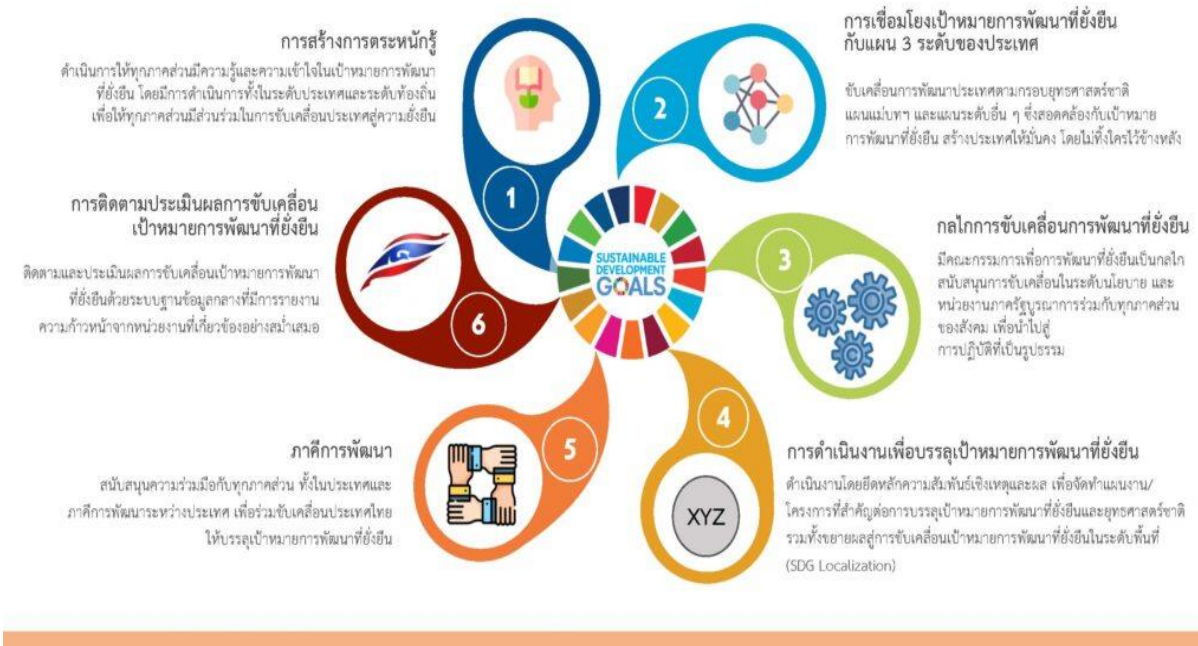 การสร้างการตระหนักรู้
ดำเนินการให้ทุกภาคส่วนมีความรู้และความเข้าใจในเป้าหมายการพัฒนา
ที่ยั่งยืน โดยมีการดำเนินการทั้งในระดับประเทศและระดับท้องถิ่น
เพื่อให้ทุกภาคส่วนมีส่วนร่วมในการขับเคลื่อนประเทศสู่ความยั่งยืน
1
การเชื่อมโยงเป้าหมายการพัฒนาที่ยั่งยืน
กับแผน 3 ระดับของประเทศ
ขับเคลื่อนการพัฒนาประเทศตามกรอบยุทธศาสตร์ชาติ
แผนแม่บทฯ และแผนระดับอื่น ๆ ซึ่งสอดคล้องกับเป้าหมาย
การพัฒนาที่ยั่งยืน สร้างประเทศให้มั่นคง โดยไม่ทิ้งใครไว้ข้างหลัง
2
กลไกการขับเคลื่อนการพัฒนาที่ยั่งยืน
มีคณะกรรมการเพื่อการพัฒนาที่ยั่งยืนเป็นกลไก
สนับสนุนการขับเคลื่อนในระดับนโยบาย และ
หน่วยงานภาครัฐบูรณาการร่วมกับทุกภาคส่วน
ของสังคม เพื่อนำไปสู่
การปฏิบัติที่เป็นรูปธรรม
3
การดำเนินงานเพื่อบรรลุเป้าหมายการพัฒนาที่ยั่งยืน
ดำเนินงานโดยยึดหลักความสัมพันธ์เชิงเหตุและผล เพื่อจัดทำแผนงาน/
โครงการที่สำคัญต่อการบรรลุเป้าหมายการพัฒนาที่ยั่งยืนและยุทธศาสตร์ชาติ
รวมทั้งขยายผลสู่การขับเคลื่อนเป้าหมายการพัฒนาที่ยั่งยืนในระดับพื้นที่
(SDG Localization)
4
XYZ
ภาคีการพัฒนา
สนับสนุนความร่วมมือกับทุกภาคส่วน ทั้งในประเทศและ
ภาคีการพัฒนาระหว่างประเทศ เพื่อร่วมขับเคลื่อนประเทศไทย
ให้บรรลุเป้าหมายการพัฒนาที่ยั่งยืน
5
การติดตามประเมินผลการขับเคลื่อน
เป้าหมายการพัฒนาที่ยั่งยืน
ติดตามและประเมินผลการขับเคลื่อนเป้าหมายการพัฒนา
ที่ยั่งยืนด้วยระบบฐานข้อมูลกลางที่มีการรายงาน
ความก้าวหน้าจากหน่วยงานที่เกี่ยวข้องอย่างสม่ำเสมอ
6
SUSTAINABLE
DEVELOPMENT
GOALS